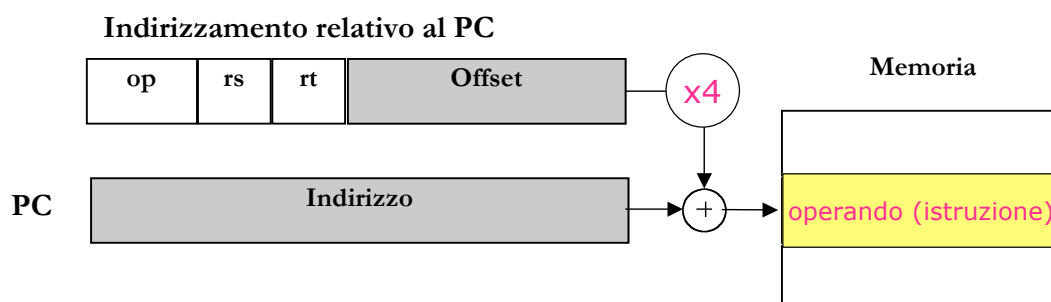 Indirizzamento relativo al PC
op rs rt Offset
x4
Memoria
PC
Indirizzo
+
operando (istruzione)